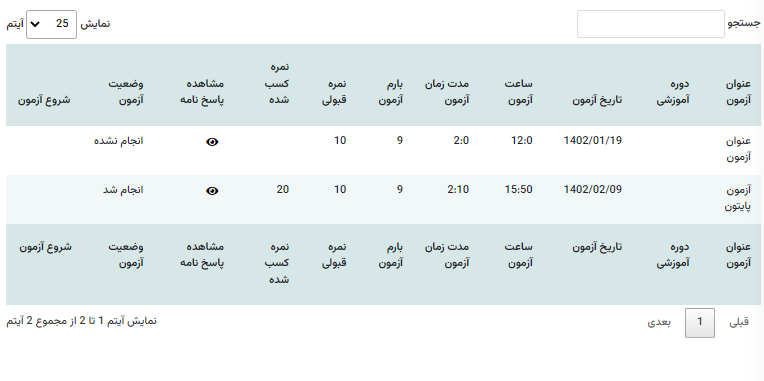 جستجو
نمایش 25 آیتم
عنوان آزمون دوره آموزشی تاریخ آزمون ساعت آزمون مدت زمان آزمون بارم آزمون نمره قبولی نمره کسب شده مشاهده پاسخ نامه وضعیت آزمون شروع آزمون
عنوان آزمون 1402/01/19 12:0 2:0 9 10 انجام نشده
آزمون پایتون 1402/02/09 15:50 2:10 9 10 20 انجام شد
عنوان آزمون دوره آموزشی تاریخ آزمون ساعت آزمون مدت زمان آزمون بارم آزمون نمره قبولی نمره کسب شده مشاهده پاسخ نامه وضعیت آزمون شروع آزمون
قبلی 1 بعدی
نمایش آیتم 1 تا 2 از مجموع 2 آیتم